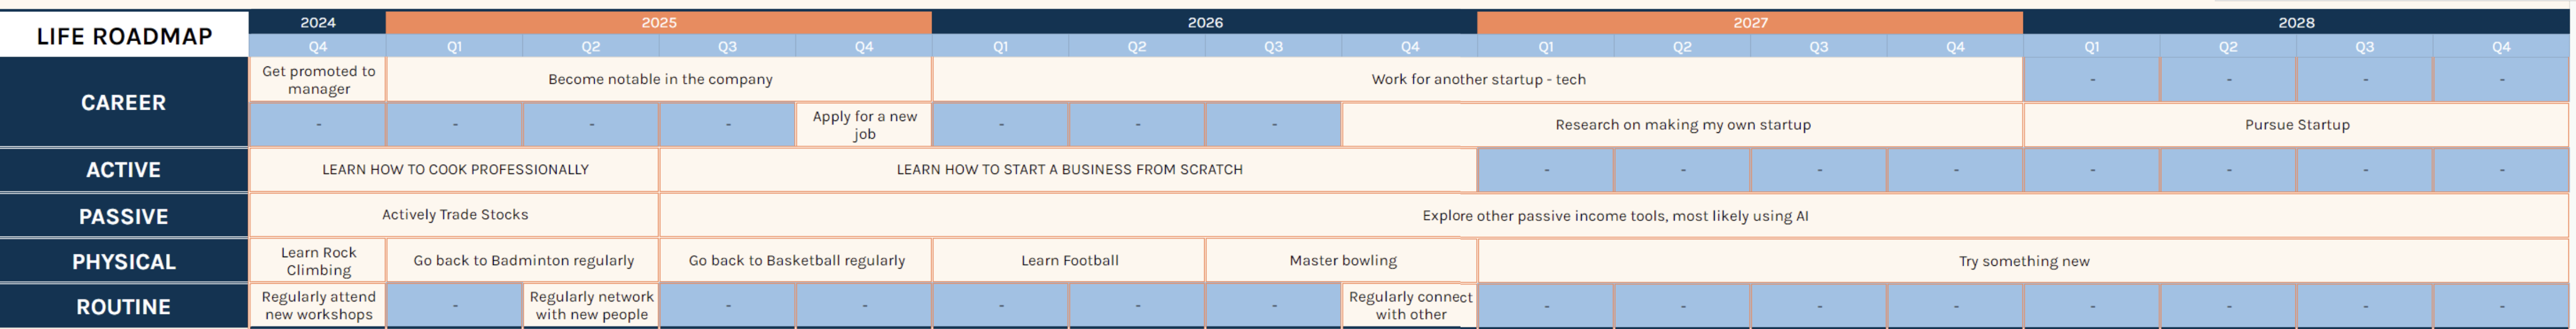 2024 2025 2026 2027 2028
LIFE ROADMAP
Q4 Q1 Q2 Q3 Q4 Q1 Q2 Q3 Q4 Q1 Q2 Q3 Q4 Q1 Q2 Q3 Q4
CAREER
Get promoted to
manager
Become notable in the company
Work for another startup - tech
- - - -
- - - -
Apply for a new
job
- - -
Research on making my own startup
Pursue Startup
ACTIVE
LEARN HOW TO COOK PROFESSIONALLY
LEARN HOW TO START A BUSINESS FROM SCRATCH
- - - - - - - -
PASSIVE
Actively Trade Stocks
Explore other passive income tools, most likely using AI
PHYSICAL
Learn Rock
Climbing
Go back to Badminton regularly
Go back to Basketball regularly
Learn Football
Master bowling
Try something new
ROUTINE
Regularly attend
new workshops
-
Regularly network
with new people
- - - - -
Regularly connect
with other
- - - - - - - -